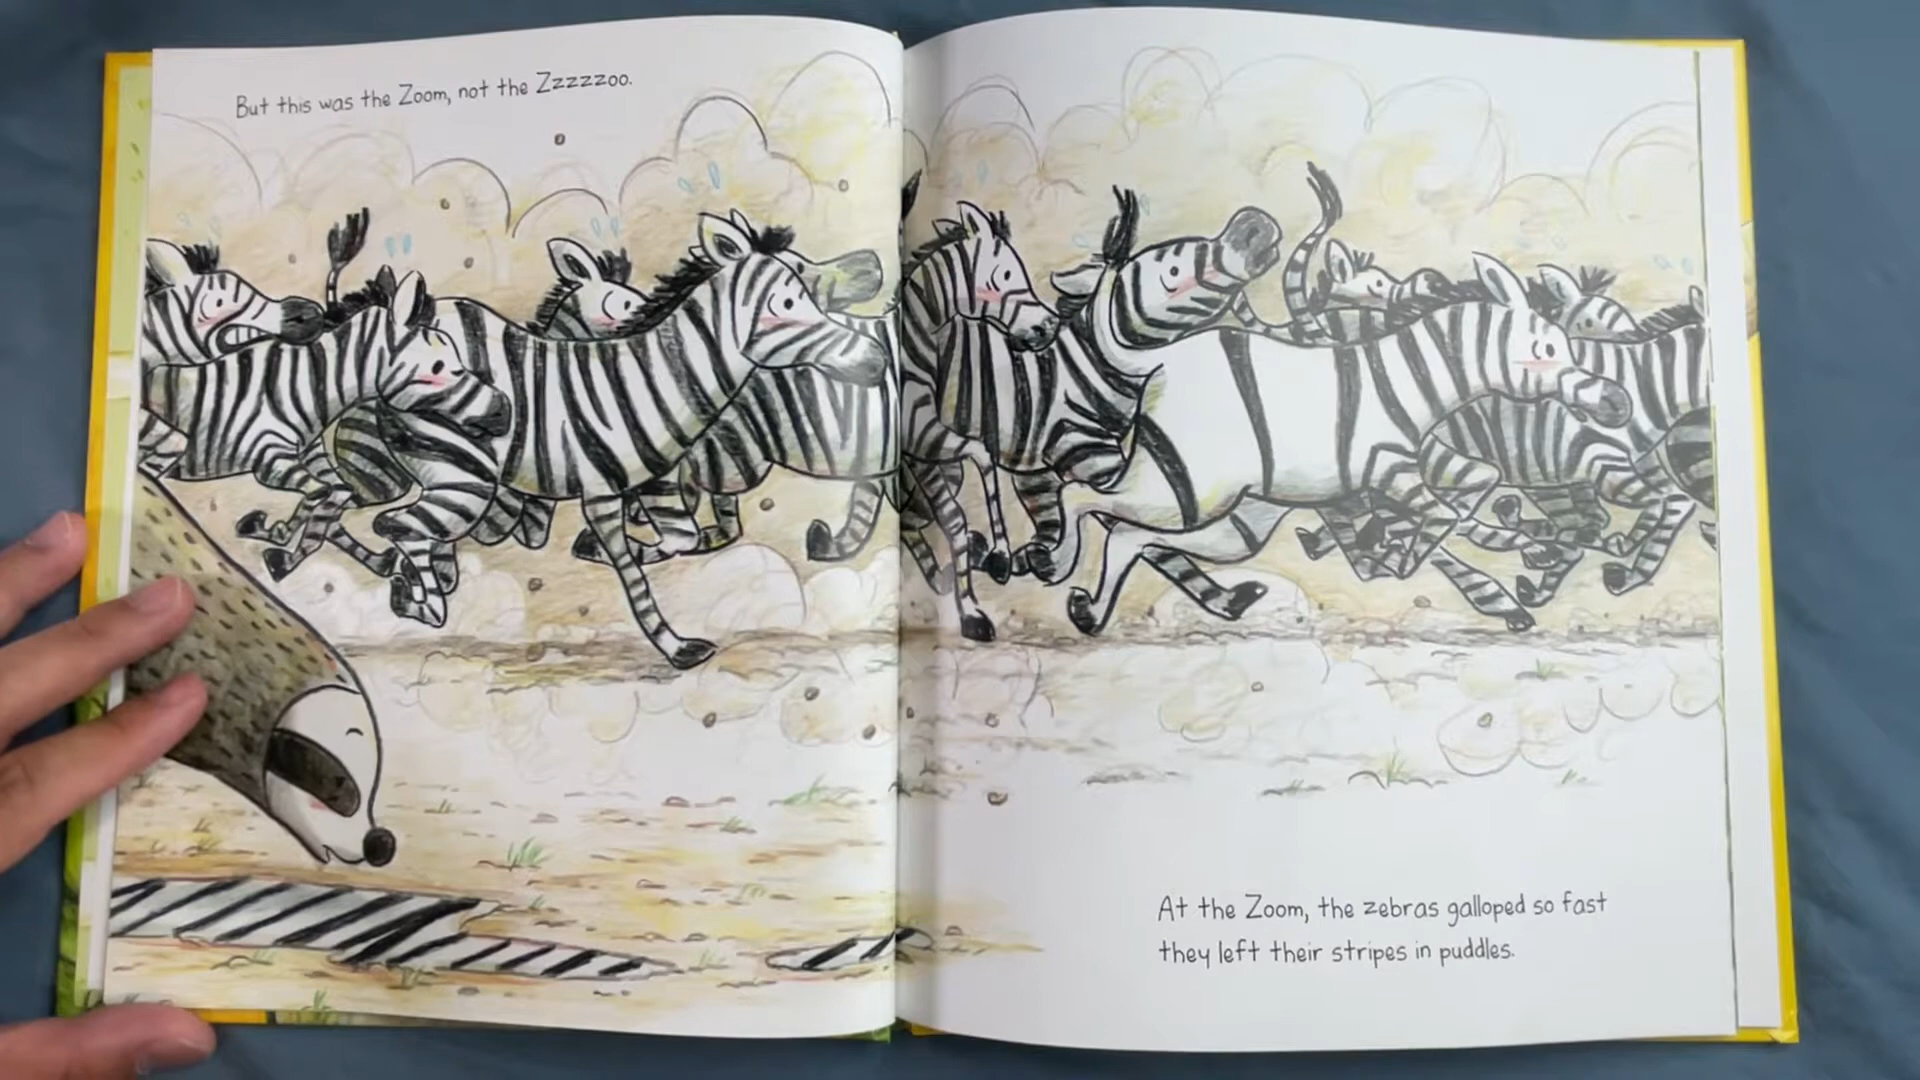 But this was the Zoom, not the Zzzzzoo.
At the Zoom, the zebras galloped so fast
they left their stripes in puddles.